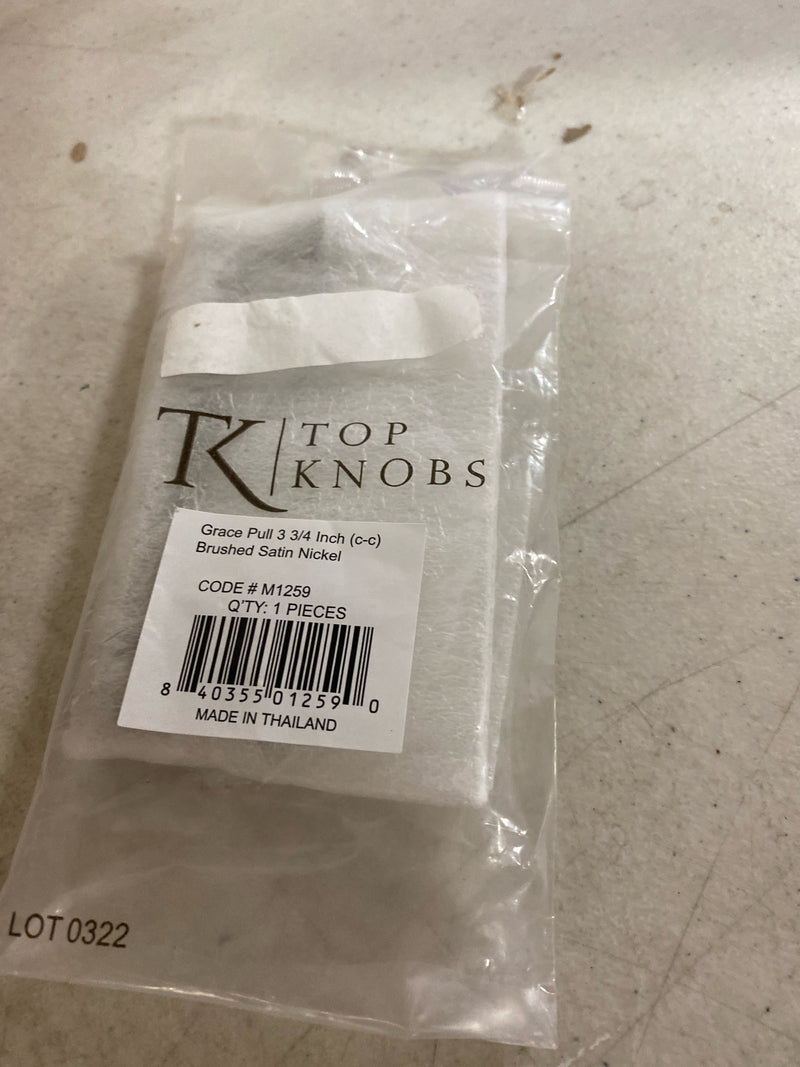 TK | TOP
KNOBS
Grace Pull 3 3/4 Inch (c-c)
Brushed Satin Nickel
CODE # M1259
Q'TY: 1 PIECES
8 40355 01259 0
MADE IN THAILAND
LOT 0322